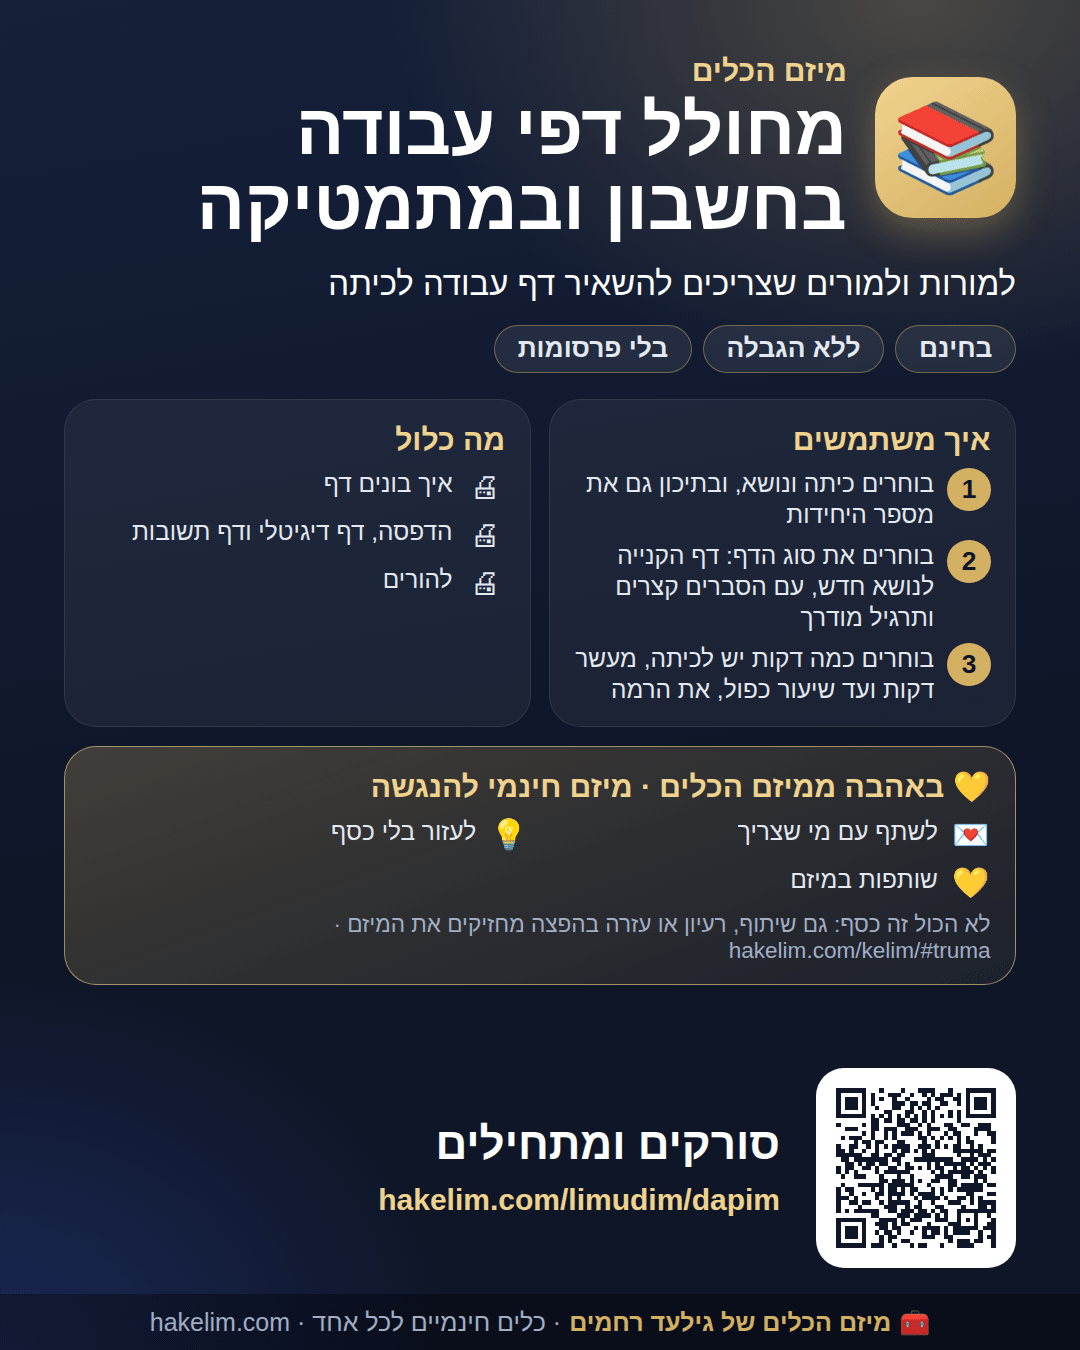 מיזם הכלים
מחולל דפי עבודה
בחשבון ובמתמטיקה
למורות ולמורים שצריכים להשאיר דף עבודה לכיתה
בחינם
ללא הגבלה
בלי פרסומות
איך משתמשים
1
בוחרים כיתה ונושא, ובתיכון גם את
מספר היחידות
2
בוחרים את סוג הדף: דף הקנייה
לנושא חדש, עם הסברים קצרים
ותרגיל מודרך
3
בוחרים כמה דקות יש לכיתה, מעשר
דקות ועד שיעור כפול, את הרמה
מה כלול
🖨 איך בונים דף
🖨 הדפסה, דף דיגיטלי ודף תשובות
🖨 להורים
💛 באהבה ממיזם הכלים · מיזם חינמי להנגשה
💌 לשתף עם מי שצריך
💡 לעזור בלי כסף
💛 שותפות במיזם
לא הכול זה כסף: גם שיתוף, רעיון או עזרה בהפצה מחזיקים את המיזם ·
hakelim.com/kelim/#truma
סורקים ומתחילים
hakelim.com/limudim/dapim
🧰 מיזם הכלים של גילעד רחמים · כלים חינמיים לכל אחד · hakelim.com